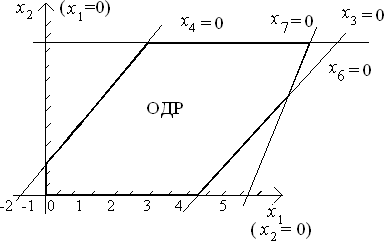 x₂ (x₁=0)
x₄ = 0
x₇ = 0
x₃ = 0
x₆ = 0
ОДР
-2 -1 0 1 2 3 4 5
x₁
(x₂ = 0)